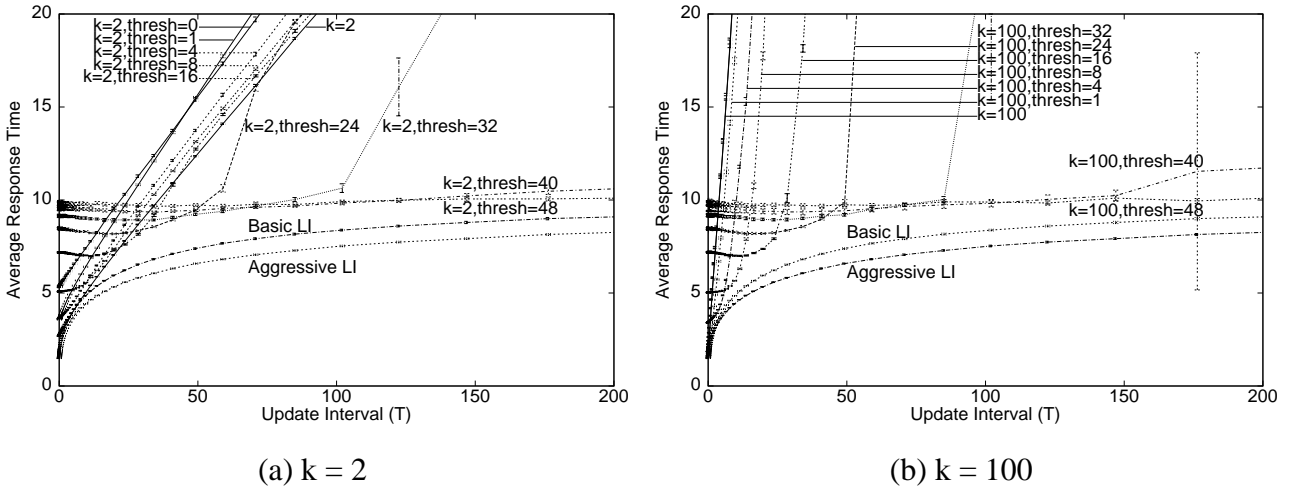 20
15
10
5
0
0
50
100
150
200
Average Response Time
Update Interval (T)
k=2,thresh=0
k=2,thresh=1
k=2,thresh=4
k=2,thresh=8
k=2,thresh=16
k=2
k=2,thresh=24
k=2,thresh=32
k=2,thresh=40
k=2,thresh=48
Basic LI
Aggressive LI
(a) k = 2
20
15
10
5
0
0
50
100
150
200
Average Response Time
Update Interval (T)
k=100,thresh=32
k=100,thresh=24
k=100,thresh=16
k=100,thresh=8
k=100,thresh=4
k=100,thresh=1
k=100
k=100,thresh=40
k=100,thresh=48
Basic LI
Aggressive LI
(b) k = 100